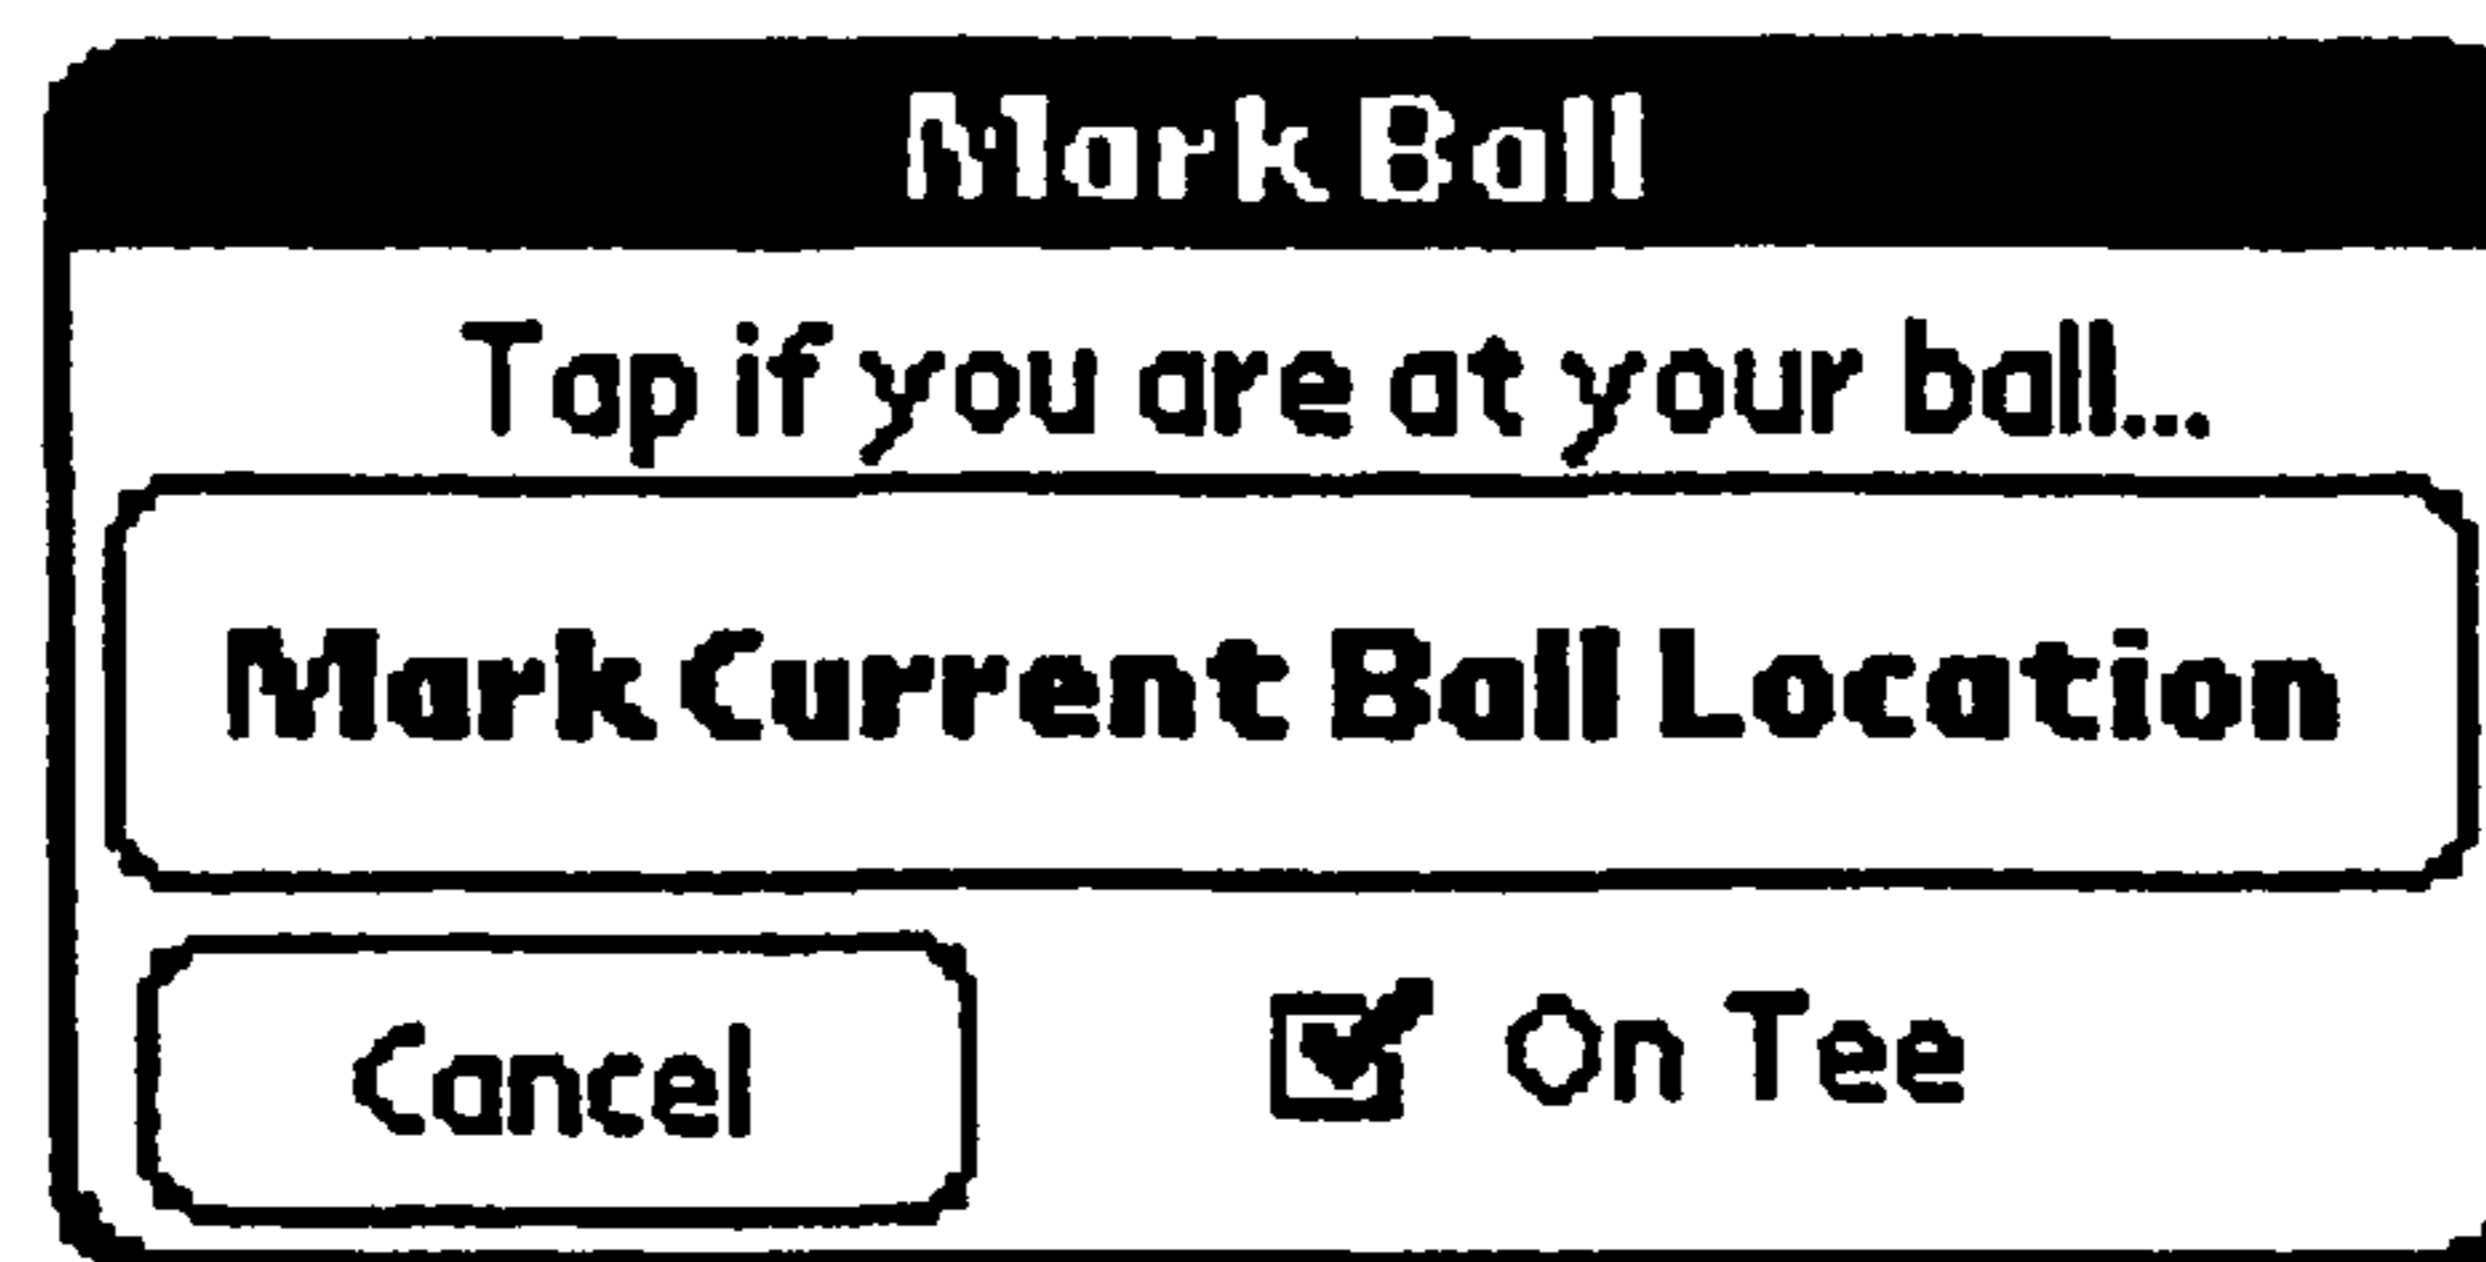 Mark Ball
Tap if you are at your ball...
Mark Current Ball Location
Cancel
On Tee